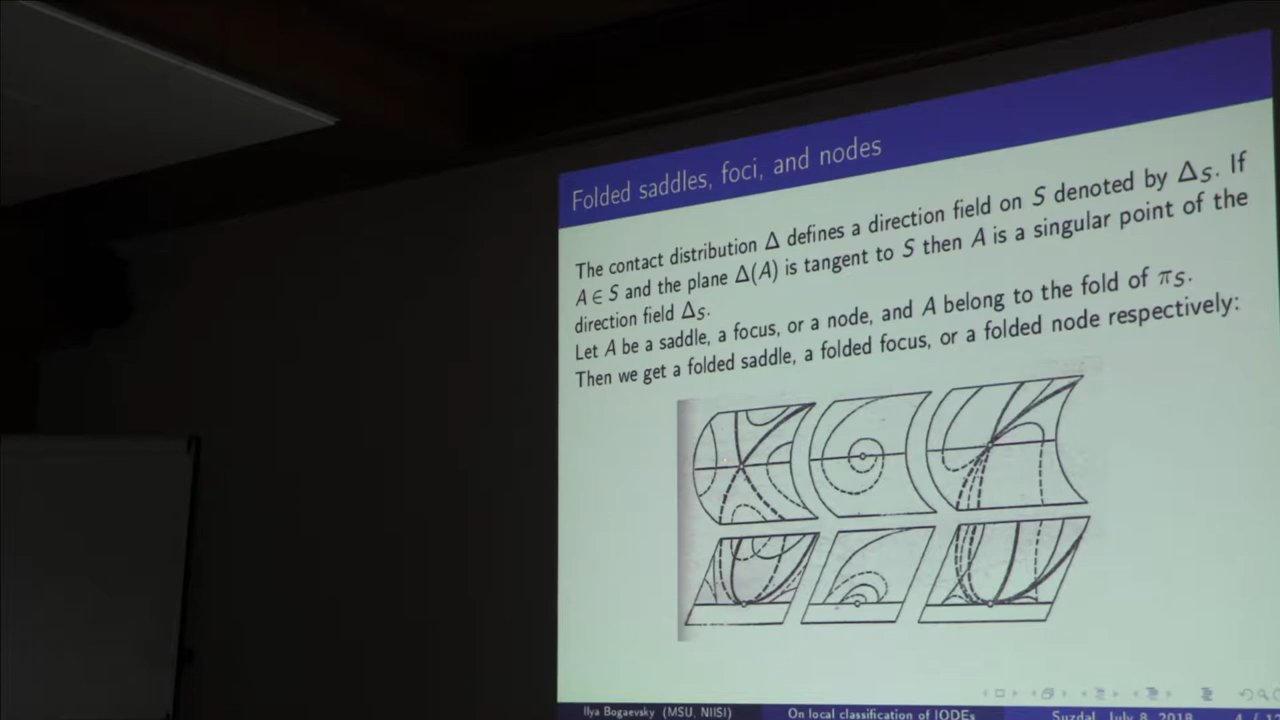 Folded saddles, foci, and nodes
The contact distribution Δ defines a direction field on S denoted by Δ_S. If
A ∈ S and the plane Δ(A) is tangent to S then A is a singular point of the
direction field Δ_S.
Let A be a saddle, a focus, or a node, and A belong to the fold of π_S.
Then we get a folded saddle, a folded focus, or a folded node respectively:
Ilya Bogaevsky (MSU, NIISI)
On local classification of IODEs
Suzdal, July 8, 2018